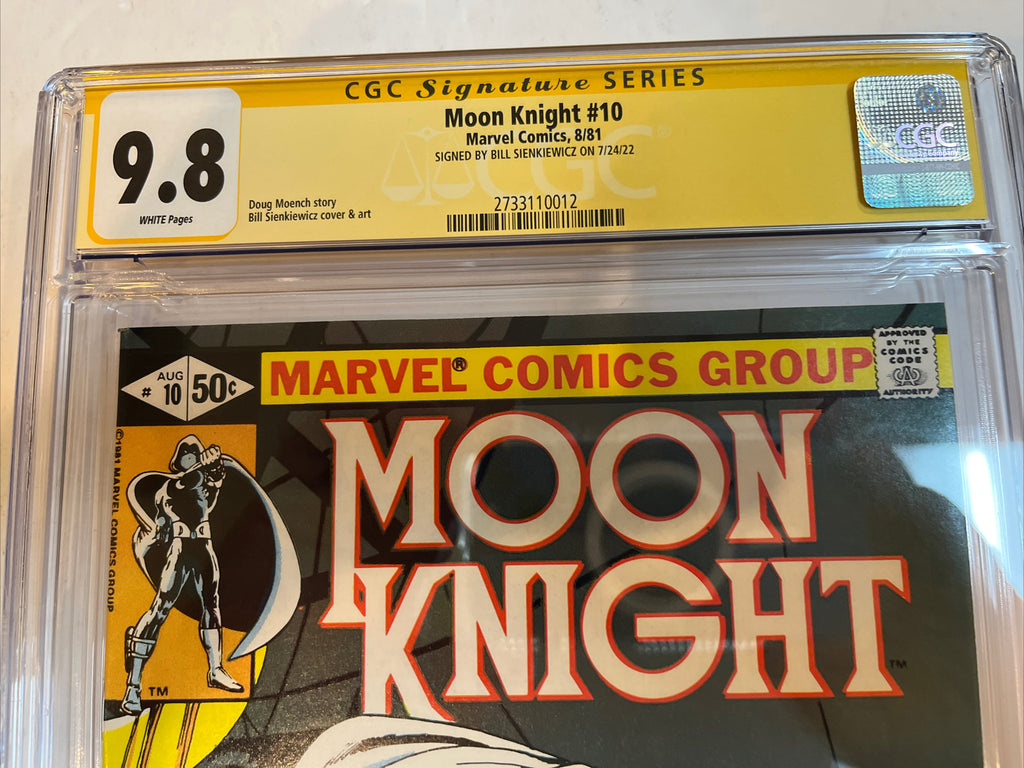 CGC Signature SERIES
Moon Knight #10
Marvel Comics, 8/81
SIGNED BY BILL SIENKIEWICZ ON 7/24/22
9.8
WHITE Pages
Doug Moench story
Bill Sienkiewicz cover & art
2733110012
CGC
CGC
AUG
# 10
50¢
MARVEL® COMICS GROUP
APPROVED
BY THE
COMICS
CODE
CA
AUTHORITY
©1981 MARVEL COMICS GROUP
TM
MOON
KNIGHT
TM